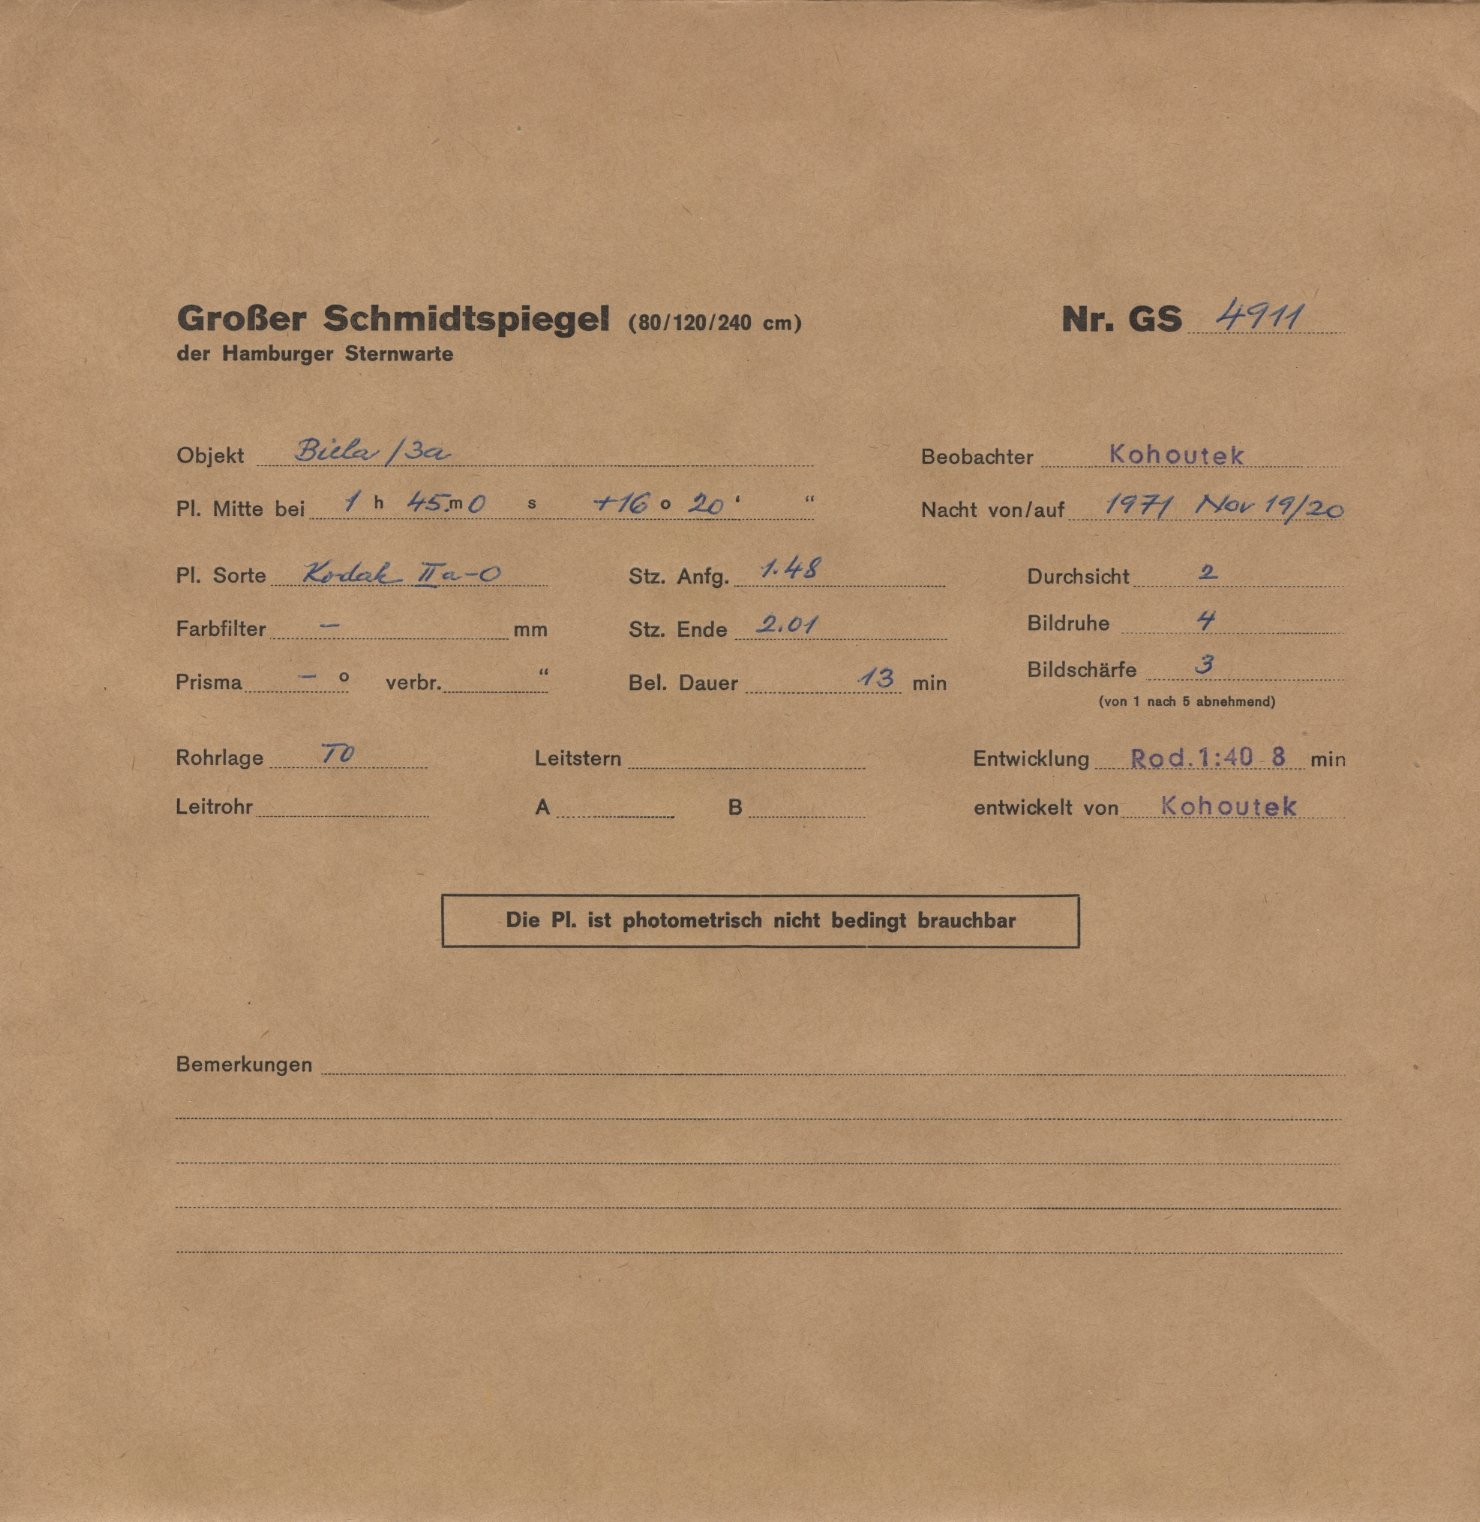 Großer Schmidtspiegel (80/120/240 cm) Nr. GS 4911
der Hamburger Sternwarte
Objekt Biela /3a Beobachter Kohoutek
Pl. Mitte bei 1 h 45. m 0 s +16 o 20 ‘ “ Nacht von/auf 1971 Nov 19/20
Pl. Sorte Kodak IIa-O Stz. Anfg. 1.48 Durchsicht 2
Farbfilter – mm Stz. Ende 2.01 Bildruhe 4
Prisma – o verbr. “ Bel. Dauer 13 min Bildschärfe 3
(von 1 nach 5 abnehmend)
Rohrlage TO Leitstern Entwicklung Rod.1:40 8 min
Leitrohr A B entwickelt von Kohoutek
Die Pl. ist photometrisch nicht bedingt brauchbar
Bemerkungen